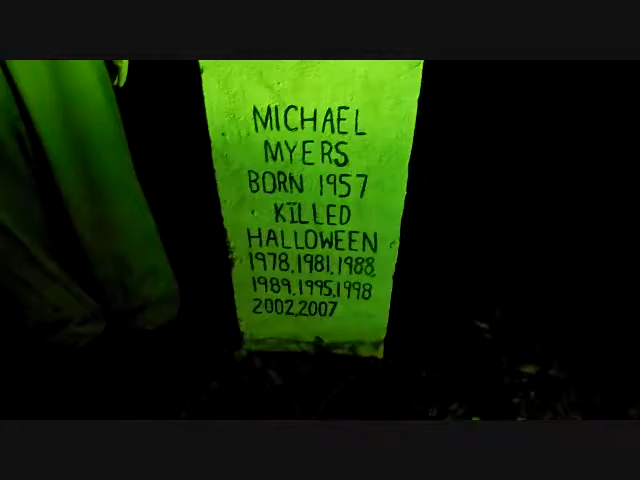 MICHAEL
MYERS
BORN 1957
KILLED
HALLOWEEN
1978,1981,1988,
1989,1995,1998
2002,2007